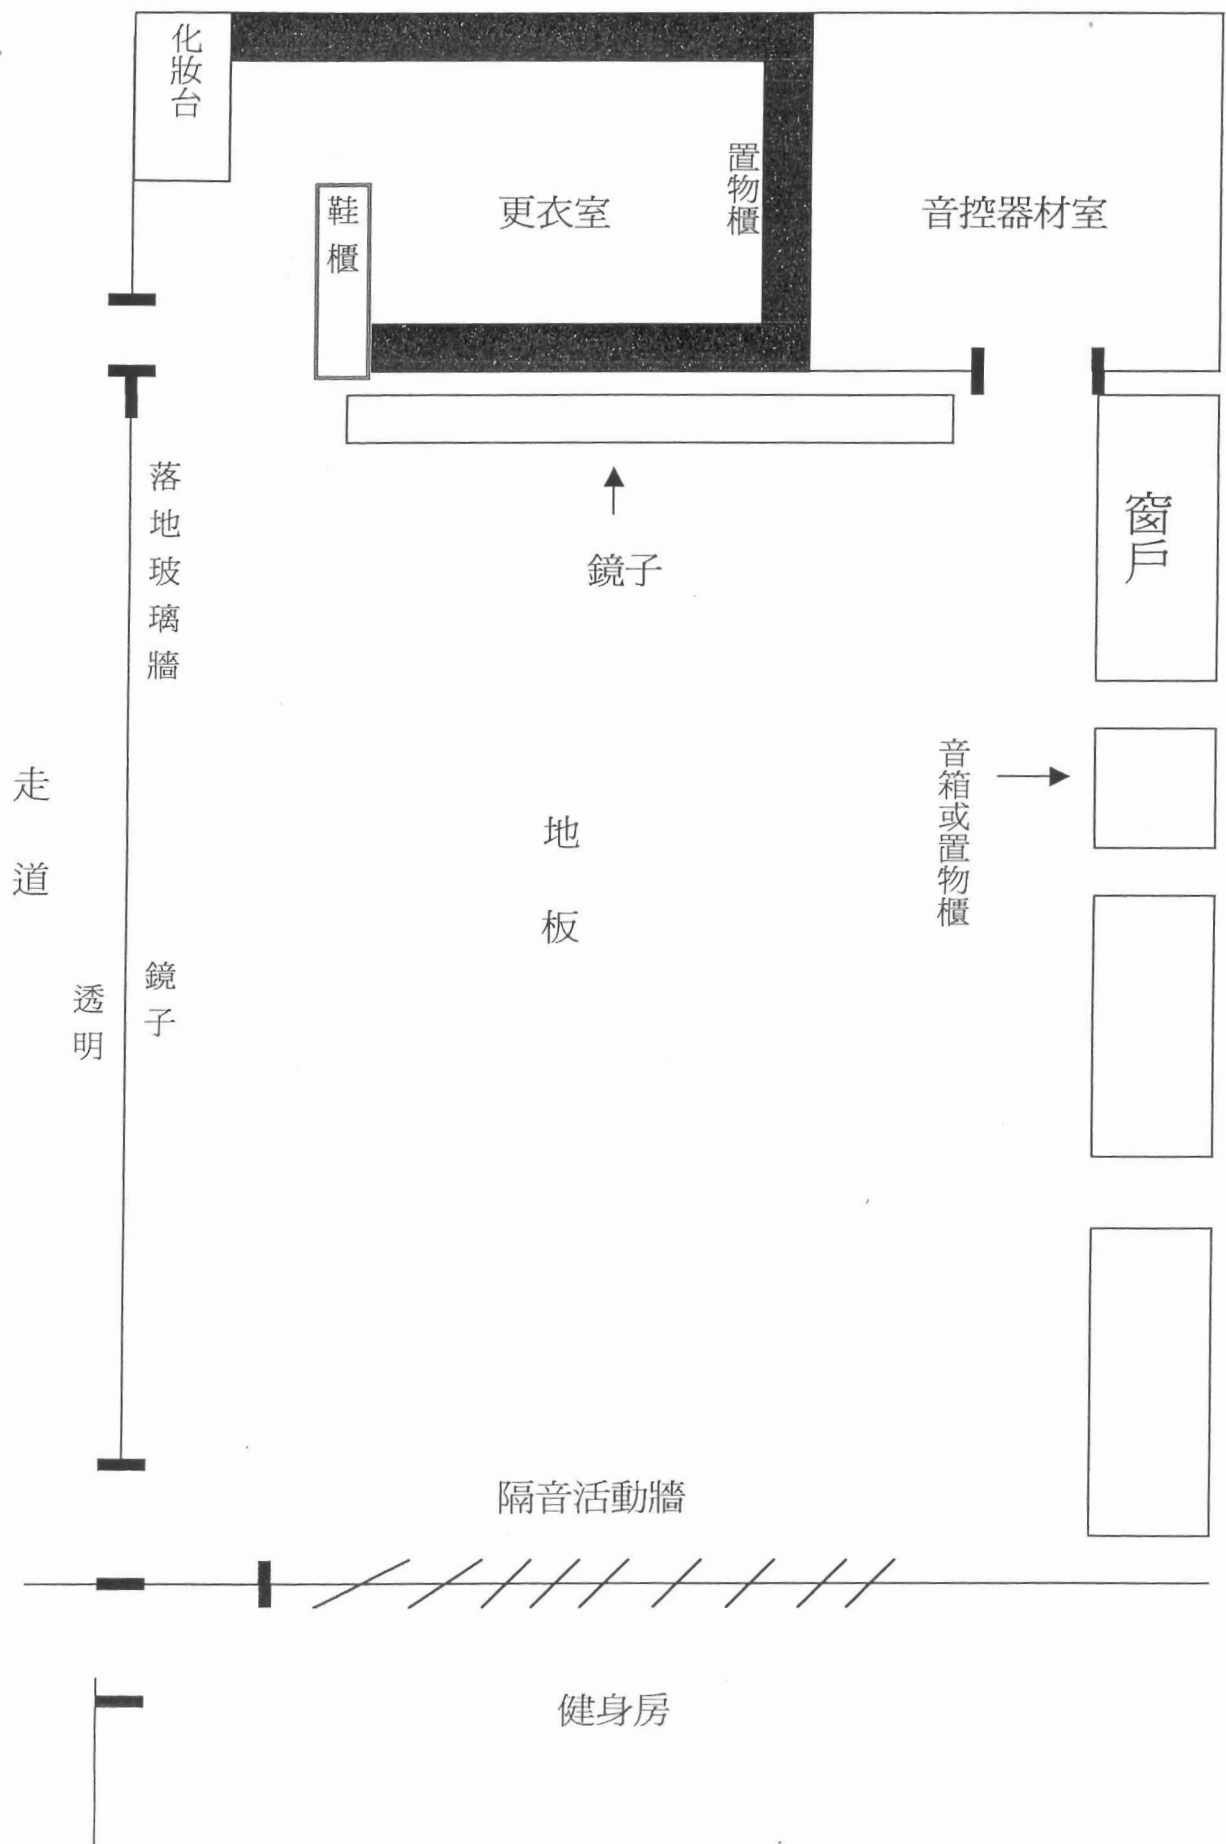 化妝台
置物櫃
鞋櫃
更衣室
音控器材室
落地玻璃牆
窗戶
鏡子
走道
音箱或置物櫃
地板
鏡子
透明
隔音活動牆
健身房